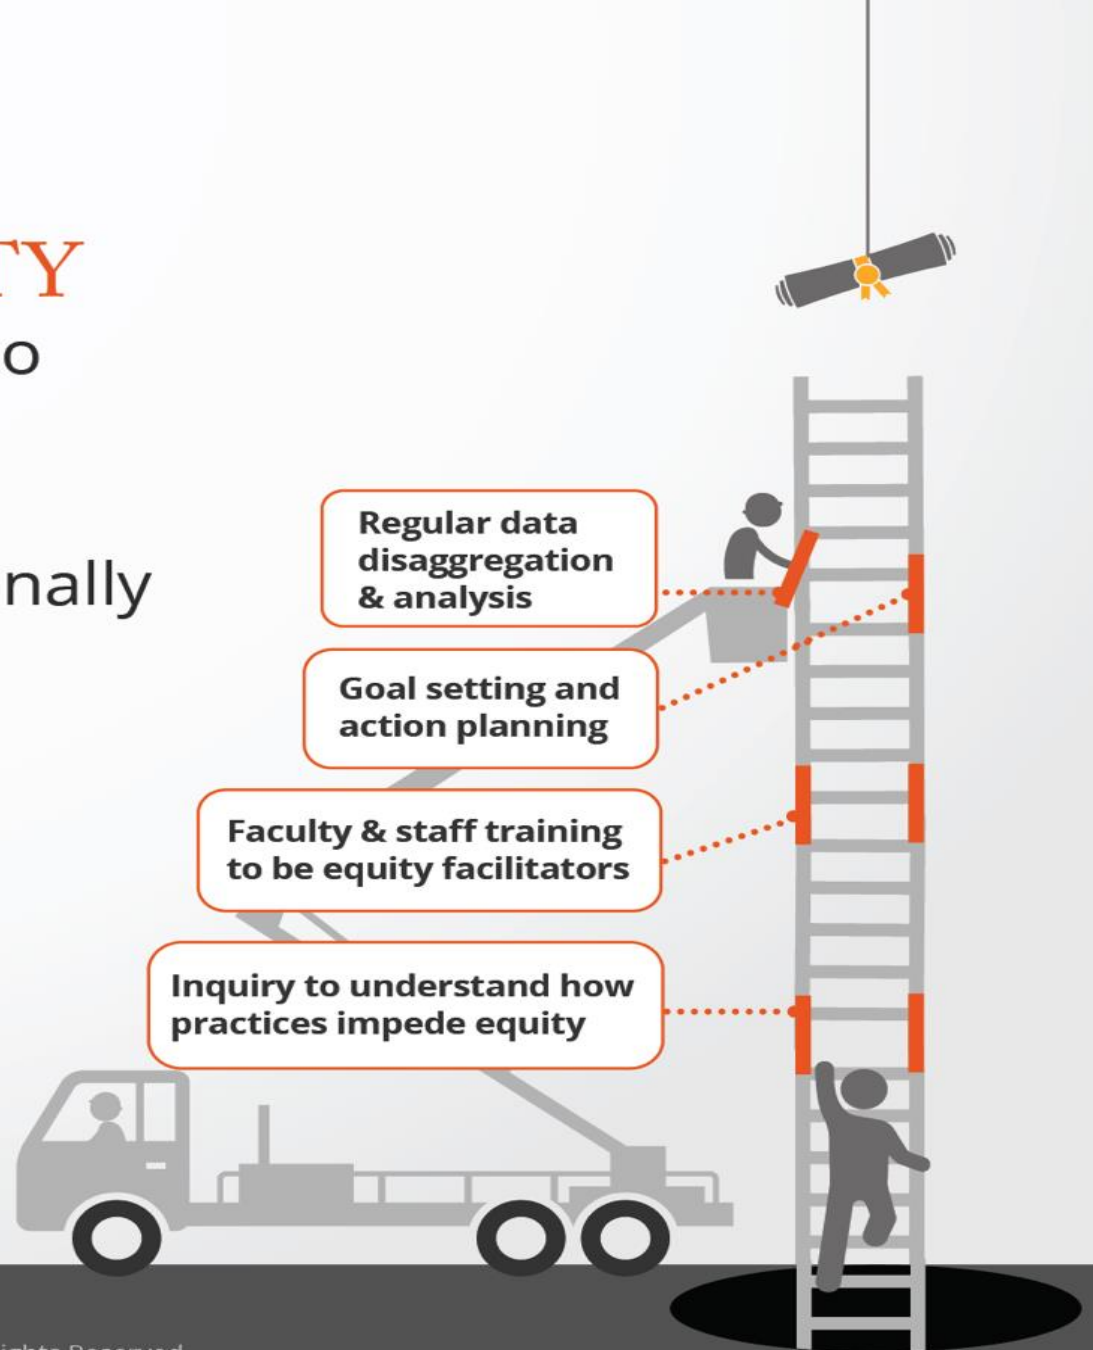 TY
o
nally
Regular data
disaggregation
& analysis
Goal setting and
action planning
Faculty & staff training
to be equity facilitators
Inquiry to understand how
practices impede equity
Reserved